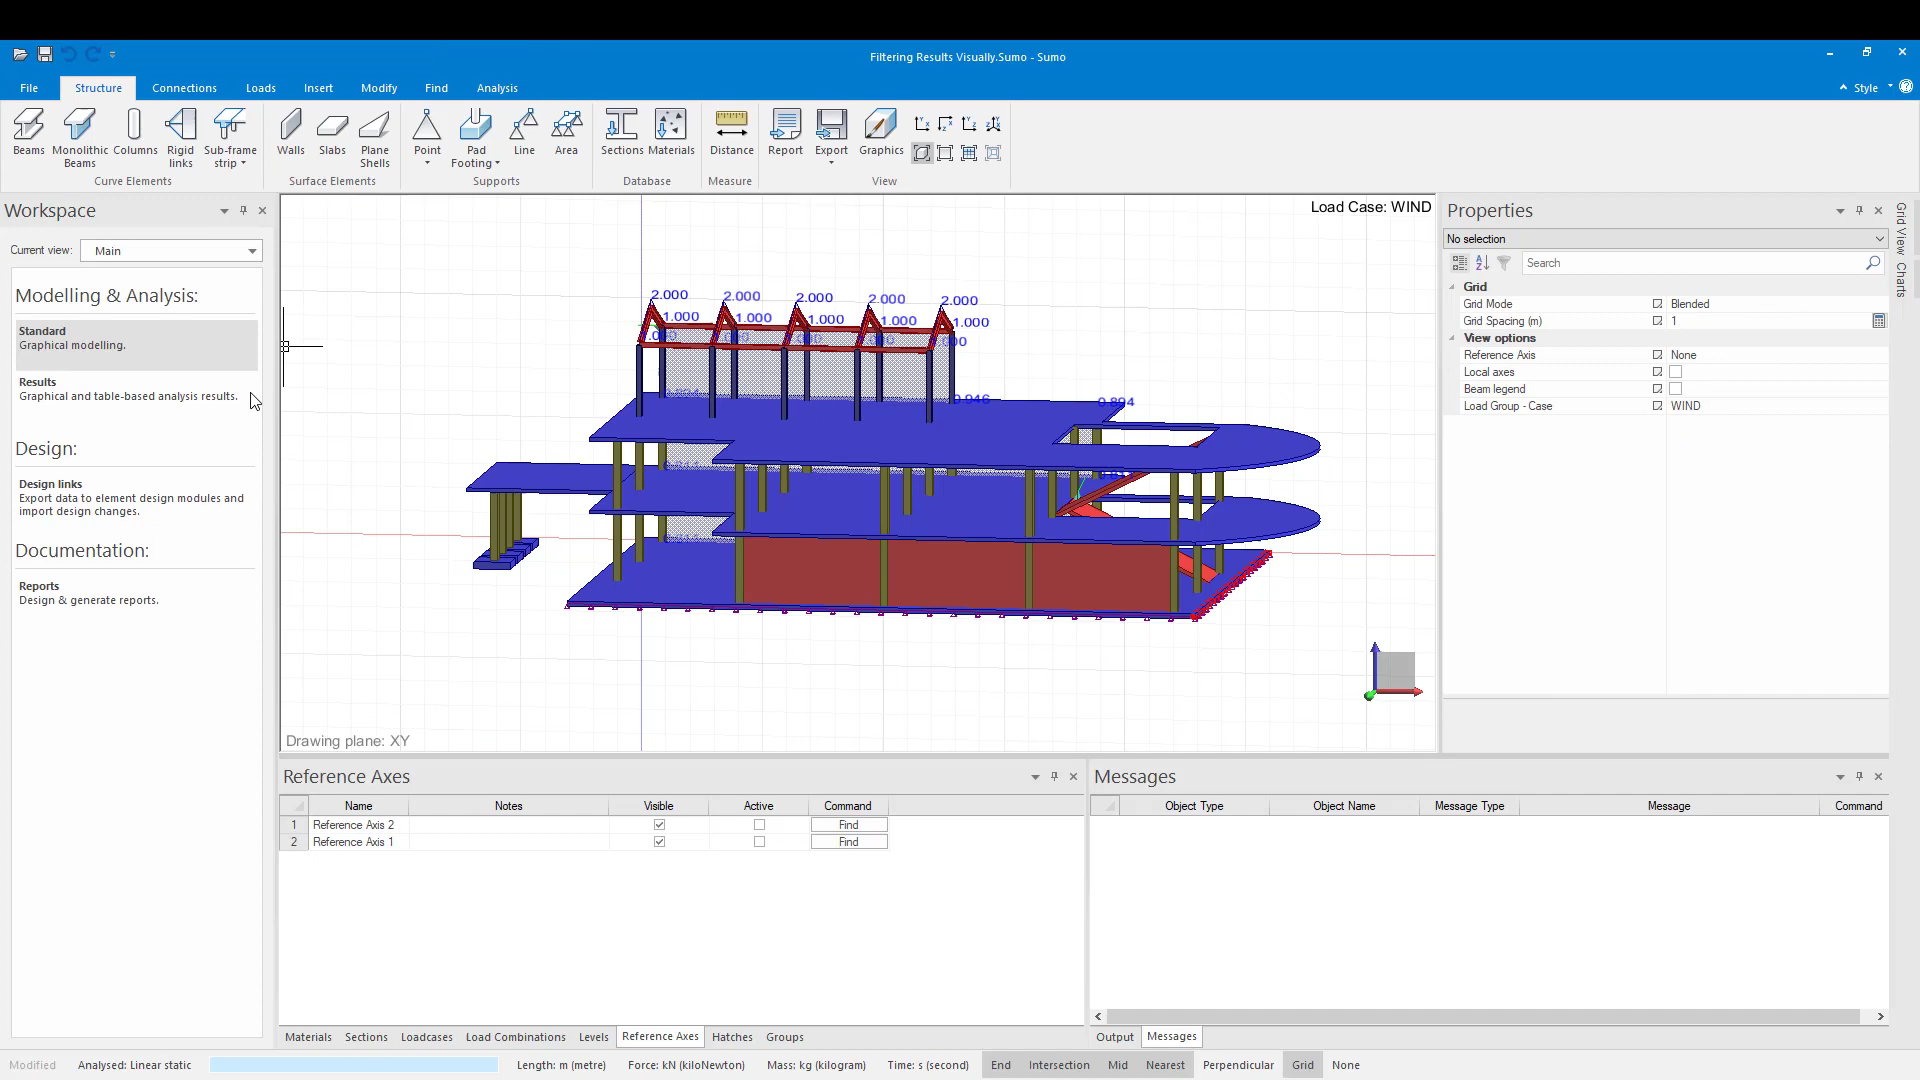 Filtering Results Visually.Sumo - Sumo
File Structure Connections Loads Insert Modify Find Analysis
Style
Beams Monolithic Beams Columns Rigid links Sub-frame strip
Walls Slabs Plane Shells
Point Pad Footing Line Area
Sections Materials
Distance
Report Export Graphics
Curve Elements Surface Elements Supports Database Measure View
Workspace
Current view: Main
Modelling & Analysis:
Standard
Graphical modelling.
Results
Graphical and table-based analysis results.
Design:
Design links
Export data to element design modules and
import design changes.
Documentation:
Reports
Design & generate reports.
Load Case: WIND
2.000 2.000 2.000 2.000 2.000
1.000 1.000 1.000 1.000 1.000
0.946 0.894
Drawing plane: XY
Properties
No selection
Search
Grid
Grid Mode Blended
Grid Spacing (m) 1
View options
Reference Axis None
Local axes
Beam legend
Load Group - Case WIND
Grid View
Charts
Reference Axes
Name Notes Visible Active Command
1 Reference Axis 2 Find
2 Reference Axis 1 Find
Messages
Object Type Object Name Message Type Message Command
Materials Sections Loadcases Load Combinations Levels Reference Axes Hatches Groups
Output Messages
Modified Analysed: Linear static Length: m (metre) Force: kN (kiloNewton) Mass: kg (kilogram) Time: s (second) End Intersection Mid Nearest Perpendicular Grid None